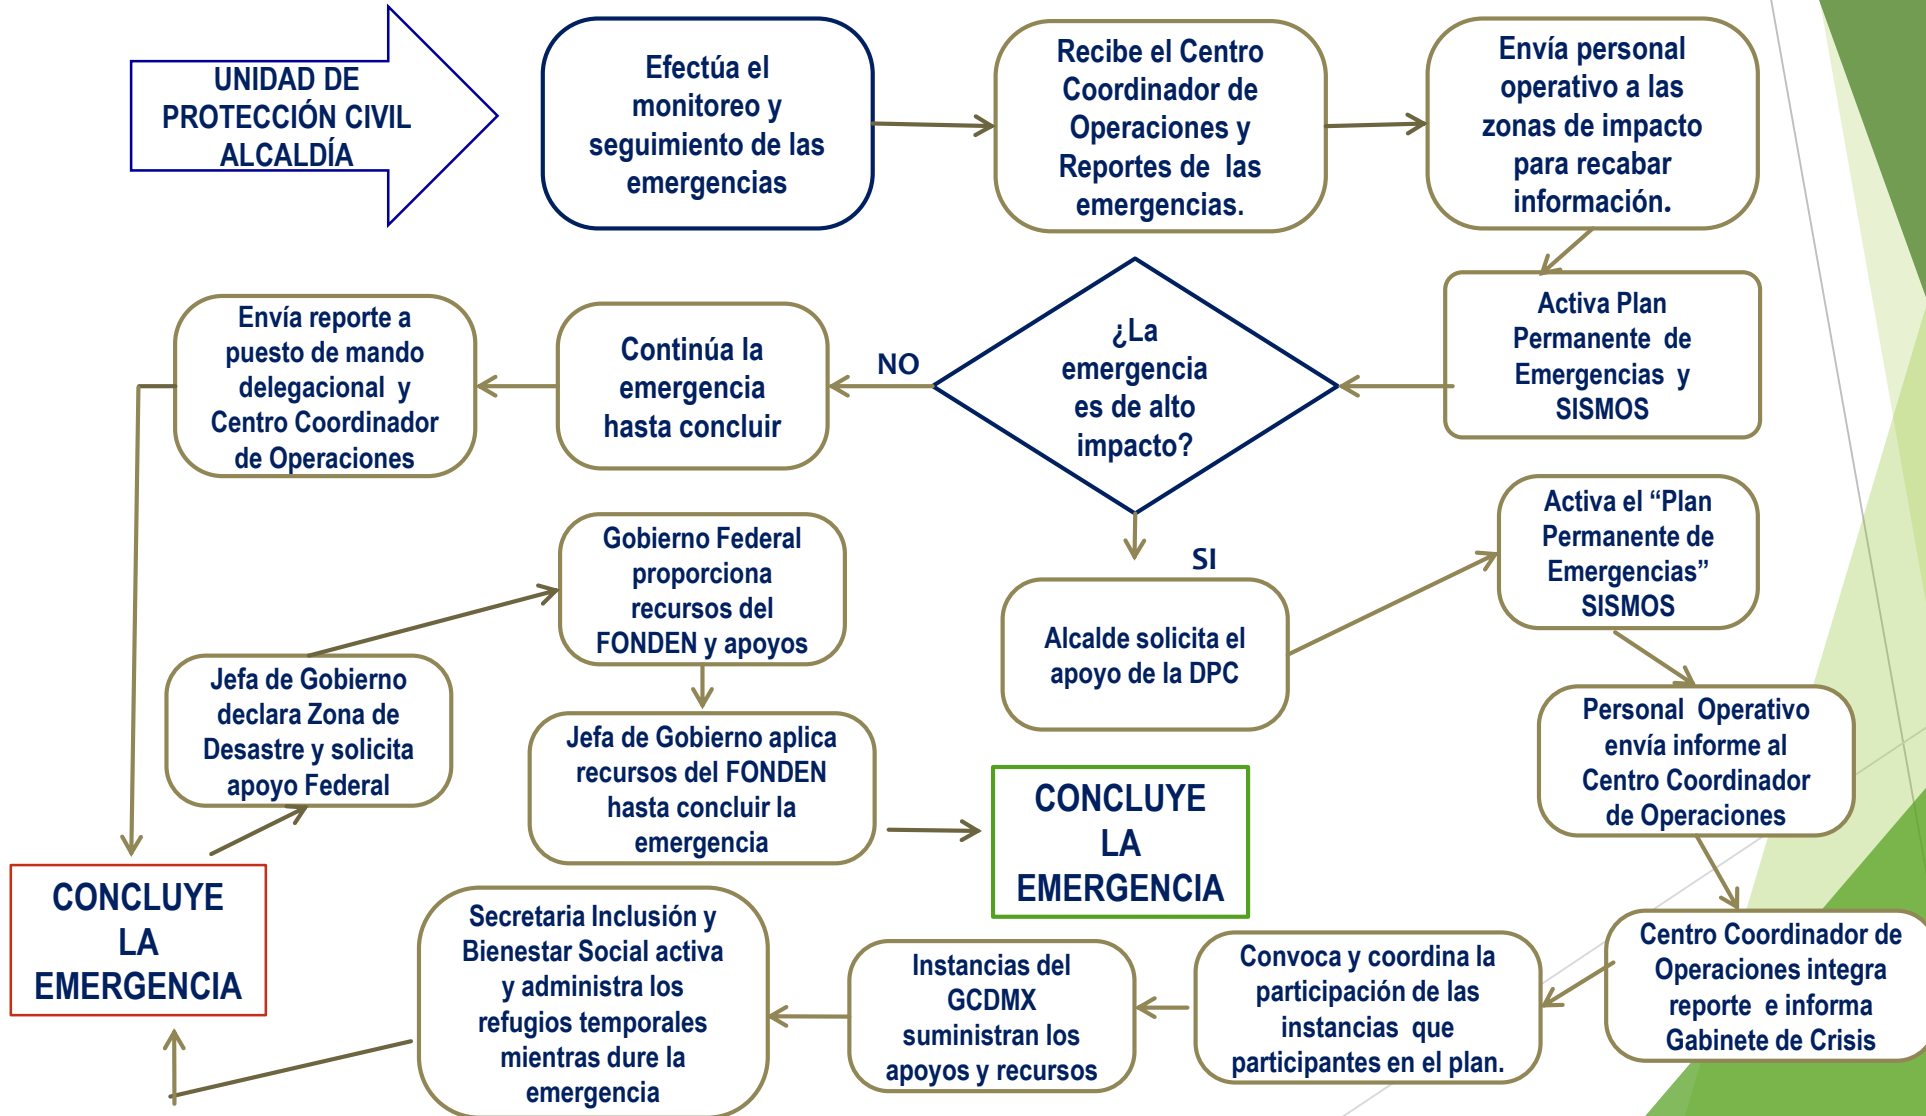 UNIDAD DE
PROTECCIÓN CIVIL
ALCALDÍA
Efectúa el
monitoreo y
seguimiento de las
emergencias
Recibe el Centro
Coordinador de
Operaciones y
Reportes de las
emergencias.
Envía personal
operativo a las
zonas de impacto
para recabar
información.
Activa Plan
Permanente de
Emergencias y
SISMOS
¿La
emergencia
es de alto
impacto?
NO
Continúa la
emergencia
hasta concluir
Envía reporte a
puesto de mando
delegacional y
Centro Coordinador
de Operaciones
SI
Alcalde solicita el
apoyo de la DPC
Activa el “Plan
Permanente de
Emergencias”
SISMOS
Personal Operativo
envía informe al
Centro Coordinador
de Operaciones
Centro Coordinador de
Operaciones integra
reporte e informa
Gabinete de Crisis
Convoca y coordina la
participación de las
instancias que
participantes en el plan.
Instancias del
GCDMX
suministran los
apoyos y recursos
Secretaria Inclusión y
Bienestar Social activa
y administra los
refugios temporales
mientras dure la
emergencia
CONCLUYE
LA
EMERGENCIA
Jefa de Gobierno
declara Zona de
Desastre y solicita
apoyo Federal
Gobierno Federal
proporciona
recursos del
FONDEN y apoyos
Jefa de Gobierno aplica
recursos del FONDEN
hasta concluir la
emergencia
CONCLUYE
LA
EMERGENCIA